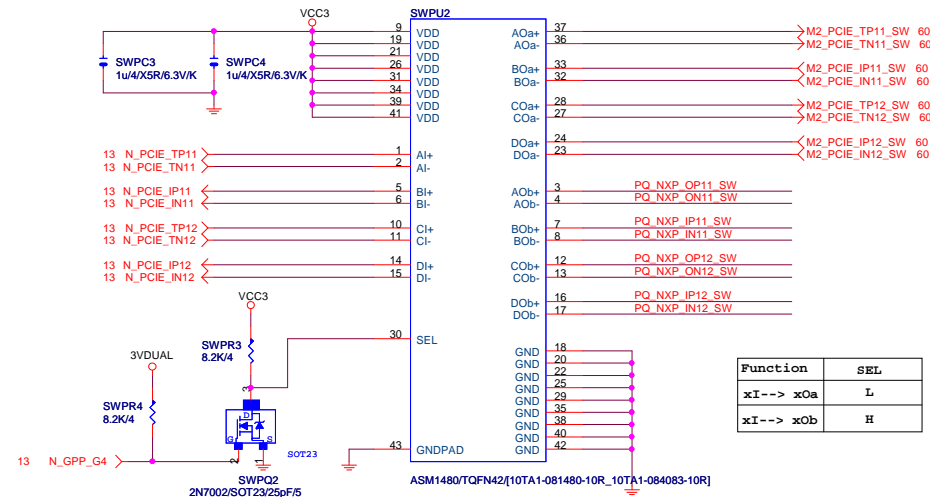 VCC3
SWPU2
SWPC3
1u/4/X5R/6.3V/K
SWPC4
1u/4/X5R/6.3V/K
9 VDD
19 VDD
21 VDD
26 VDD
31 VDD
34 VDD
39 VDD
41 VDD
13 N_PCIE_TP11 1 AI+
13 N_PCIE_TN11 2 AI-
13 N_PCIE_IP11 5 BI+
13 N_PCIE_IN11 6 BI-
13 N_PCIE_TP12 10 CI+
13 N_PCIE_TN12 11 CI-
13 N_PCIE_IP12 14 DI+
13 N_PCIE_IN12 15 DI-
30 SEL
43 GNDPAD
AOa+ 37 M2_PCIE_TP11_SW 60
AOa- 36 M2_PCIE_TN11_SW 60
BOa+ 33 M2_PCIE_IP11_SW 60
BOa- 32 M2_PCIE_IN11_SW 60
COa+ 28 M2_PCIE_TP12_SW 60
COa- 27 M2_PCIE_TN12_SW 60
DOa+ 24 M2_PCIE_IP12_SW 60
DOa- 23 M2_PCIE_IN12_SW 60
AOb+ 3 PQ_NXP_OP11_SW
AOb- 4 PQ_NXP_ON11_SW
BOb+ 7 PQ_NXP_IP11_SW
BOb- 8 PQ_NXP_IN11_SW
COb+ 12 PQ_NXP_OP12_SW
COb- 13 PQ_NXP_ON12_SW
DOb+ 16 PQ_NXP_IP12_SW
DOb- 17 PQ_NXP_IN12_SW
GND 18
GND 20
GND 22
GND 25
GND 29
GND 35
GND 38
GND 40
GND 42
VCC3
SWPR3
8.2K/4
3VDUAL
SWPR4
8.2K/4
3
D
G S
2 1
SOT23
13 N_GPP_G4
SWPQ2
2N7002/SOT23/25pF/5
ASM1480/TQFN42/[10TA1-081480-10R_10TA1-084083-10R]
Function SEL
xI--> xOa L
xI--> xOb H